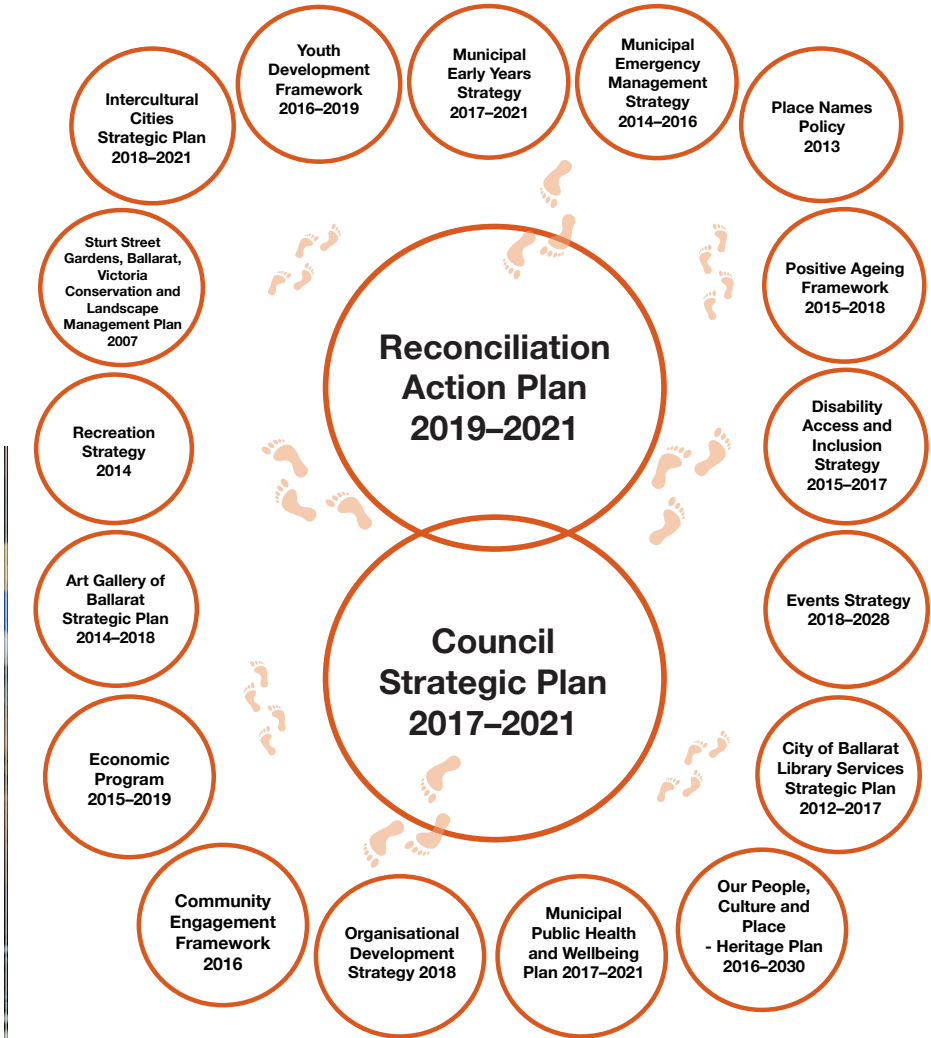 Youth
Development
Framework
2016–2019
Municipal
Early Years
Strategy
2017–2021
Municipal
Emergency
Management
Strategy
2014–2016
Intercultural
Cities
Strategic Plan
2018–2021
Place Names
Policy
2013
Sturt Street
Gardens, Ballarat,
Victoria
Conservation and
Landscape
Management Plan
2007
Positive Ageing
Framework
2015–2018
Reconciliation
Action Plan
2019–2021
Recreation
Strategy
2014
Disability
Access and
Inclusion
Strategy
2015–2017
Art Gallery of
Ballarat
Strategic Plan
2014–2018
Events Strategy
2018–2028
Council
Strategic Plan
2017–2021
Economic
Program
2015–2019
City of Ballarat
Library Services
Strategic Plan
2012–2017
Community
Engagement
Framework
2016
Organisational
Development
Strategy 2018
Municipal
Public Health
and Wellbeing
Plan 2017–2021
Our People,
Culture and
Place
- Heritage Plan
2016–2030